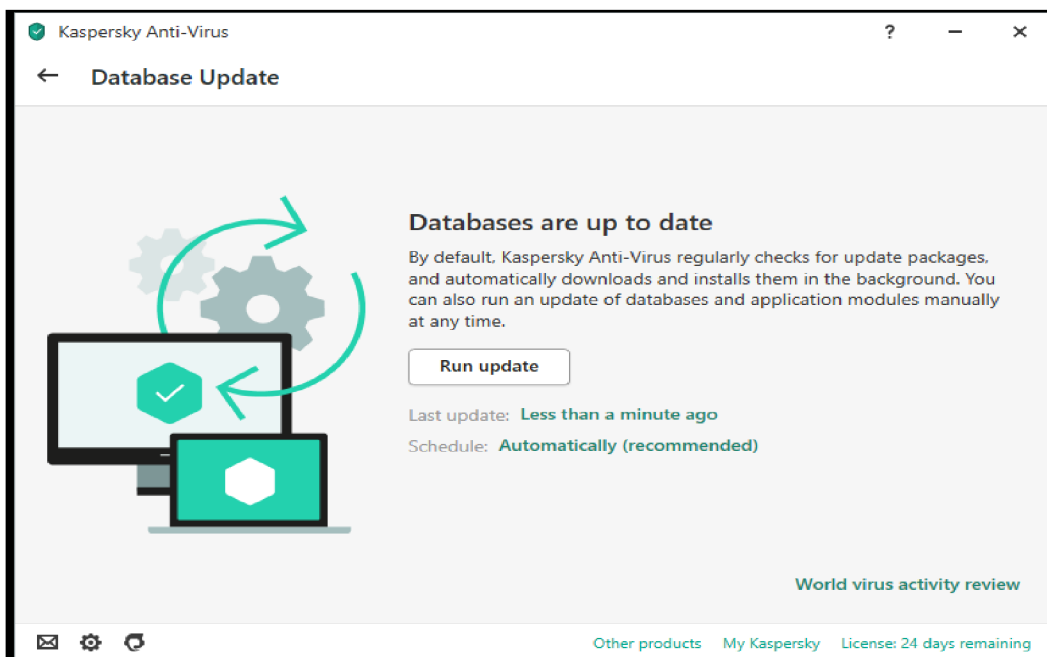 Kaspersky Anti-Virus ?
Database Update
Databases are up to date
By default, Kaspersky Anti-Virus regularly checks for update packages,
and automatically downloads and installs them in the background. You
can also run an update of databases and application modules manually
at any time.
Run update
Last update: Less than a minute ago
Schedule: Automatically (recommended)
World virus activity review
Other products My Kaspersky License: 24 days remaining